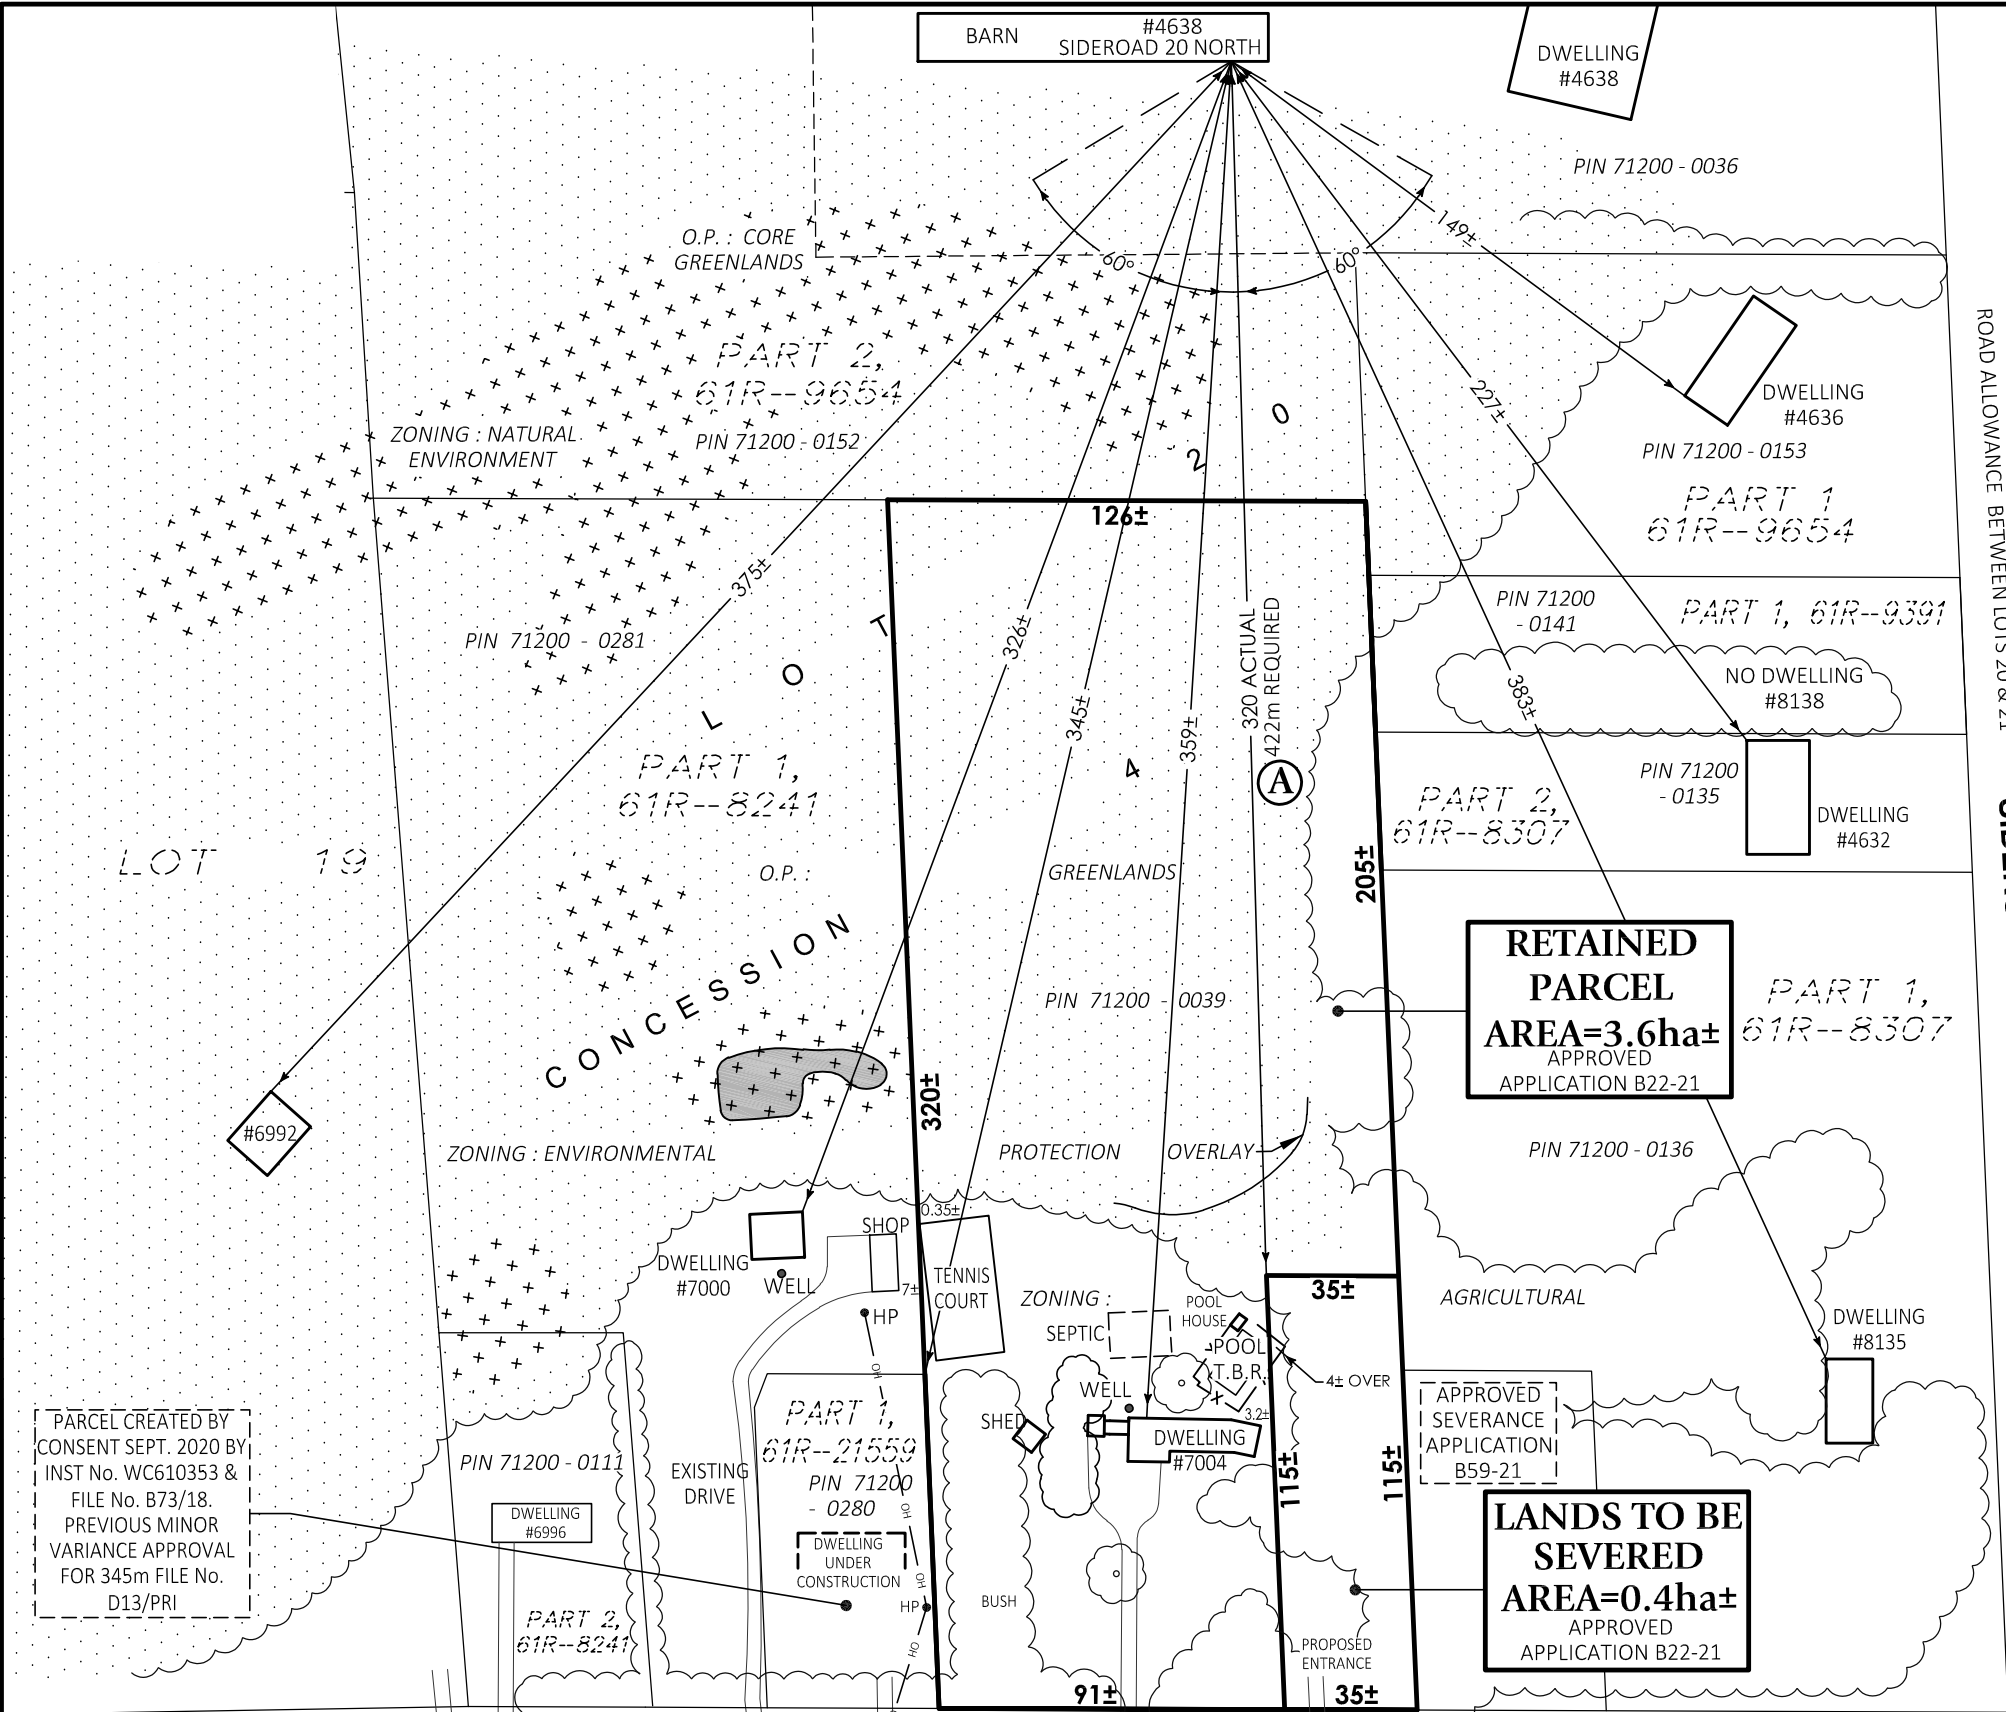 BARN
#4638
SIDEROAD 20 NORTH
DWELLING
#4638
PIN 71200 - 0036
O.P. : CORE
GREENLANDS
60°
60°
149±
PART 2,
61R--9654
PIN 71200 - 0152
ZONING : NATURAL
ENVIRONMENT
227±
DWELLING
#4636
PIN 71200 - 0153
PART 1
61R--9654
ROAD ALLOWANCE BETWEEN LOTS 20 & 21
LOT 4
20
126±
375±
326±
345±
359±
320 ACTUAL
422m REQUIRED
A
383±
PIN 71200
- 0141
PART 1, 61R--9391
NO DWELLING
#8138
PIN 71200 - 0281
PART 1,
61R--8241
PIN 71200
- 0135
PART 2,
61R--8307
DWELLING
#4632
LOT 19
O.P. :
GREENLANDS
205±
CONCESSION
PIN 71200 - 0039
RETAINED
PARCEL
AREA=3.6ha±
APPROVED
APPLICATION B22-21
PART 1,
61R--8307
320±
#6992
ZONING : ENVIRONMENTAL
PROTECTION
OVERLAY
PIN 71200 - 0136
0.35±
SHOP
DWELLING
#7000
WELL
7±
HP
TENNIS
COURT
ZONING :
SEPTIC
POOL
HOUSE
POOL
T.B.R.
35±
AGRICULTURAL
DWELLING
#8135
4± OVER
OH
WELL
3.2±
SHED
DWELLING
#7004
APPROVED
SEVERANCE
APPLICATION
B59-21
115±
115±
PARCEL CREATED BY
CONSENT SEPT. 2020 BY
INST No. WC610353 &
FILE No. B73/18.
PREVIOUS MINOR
VARIANCE APPROVAL
FOR 345m FILE No.
D13/PRI
PART 1,
61R--21559
PIN 71200
- 0280
PIN 71200 - 0111
EXISTING
DRIVE
OH
DWELLING
#6996
DWELLING
UNDER
CONSTRUCTION
OH
HP
BUSH
OH
PART 2,
61R--8241
LANDS TO BE
SEVERED
AREA=0.4ha±
APPROVED
APPLICATION B22-21
PROPOSED
ENTRANCE
91±
35±